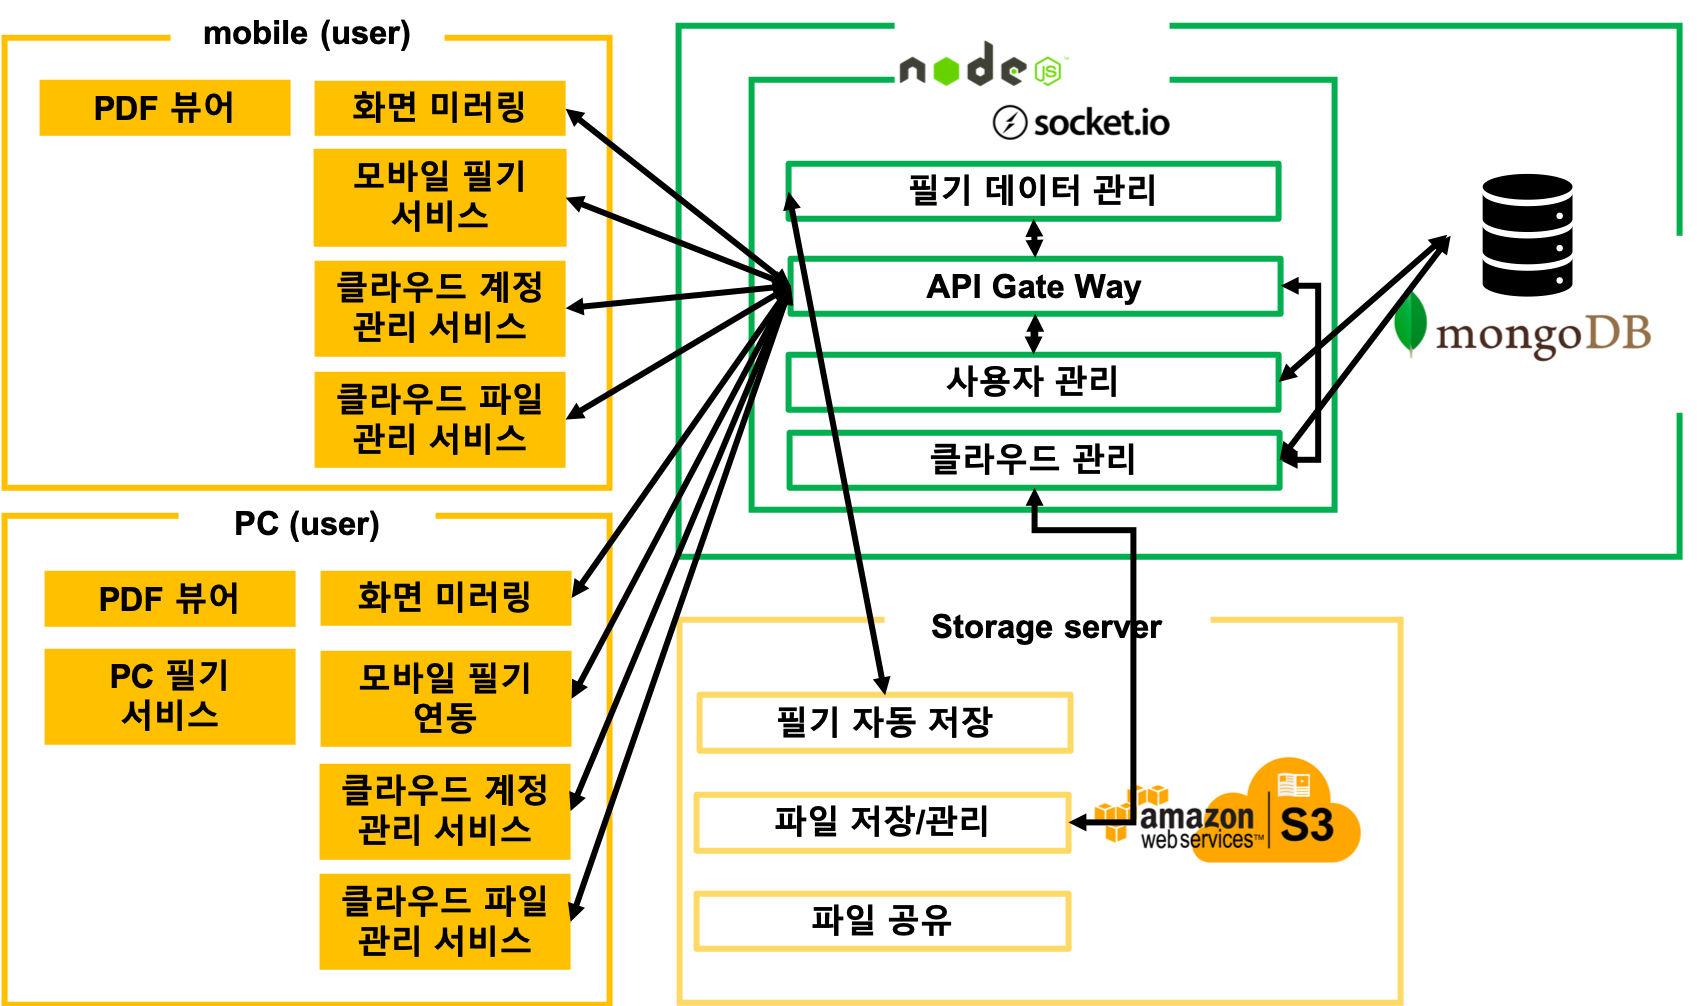 mobile (user)
PDF 뷰어
화면 미러링
모바일 필기
서비스
클라우드 계정
관리 서비스
클라우드 파일
관리 서비스
PC (user)
PDF 뷰어
화면 미러링
PC 필기
서비스
모바일 필기
연동
클라우드 계정
관리 서비스
클라우드 파일
관리 서비스
node JS™
socket.io
필기 데이터 관리
API Gate Way
사용자 관리
클라우드 관리
mongoDB
Storage server
필기 자동 저장
파일 저장/관리
파일 공유
amazon
web services™
S3